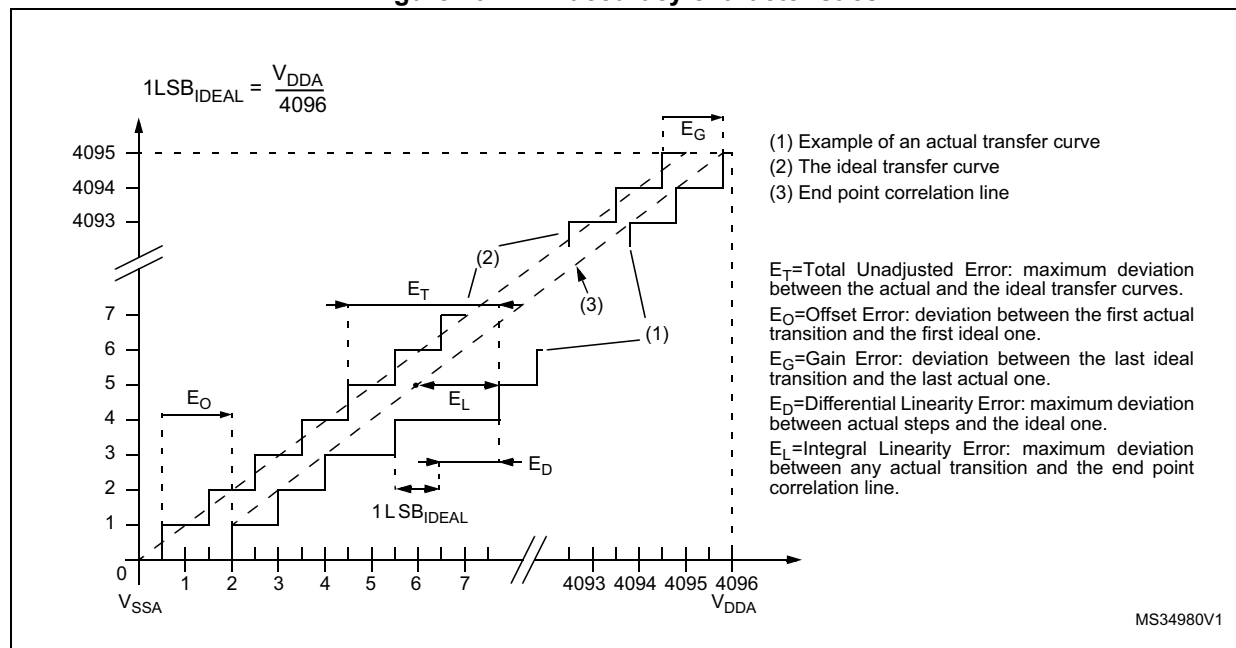 1LSB_IDEAL = V_DDA / 4096
(1) Example of an actual transfer curve
(2) The ideal transfer curve
(3) End point correlation line
E_T=Total Unadjusted Error: maximum deviation
between the actual and the ideal transfer curves.
E_O=Offset Error: deviation between the first actual
transition and the first ideal one.
E_G=Gain Error: deviation between the last ideal
transition and the last actual one.
E_D=Differential Linearity Error: maximum deviation
between actual steps and the ideal one.
E_L=Integral Linearity Error: maximum deviation
between any actual transition and the end point
correlation line.
4095
4094
4093
7
6
5
4
3
2
1
0
E_G
(2)
E_T
(3)
(1)
E_O
E_L
E_D
1 LSB_IDEAL
1 2 3 4 5 6 7 4093 4094 4095 4096
V_SSA
V_DDA
MS34980V1